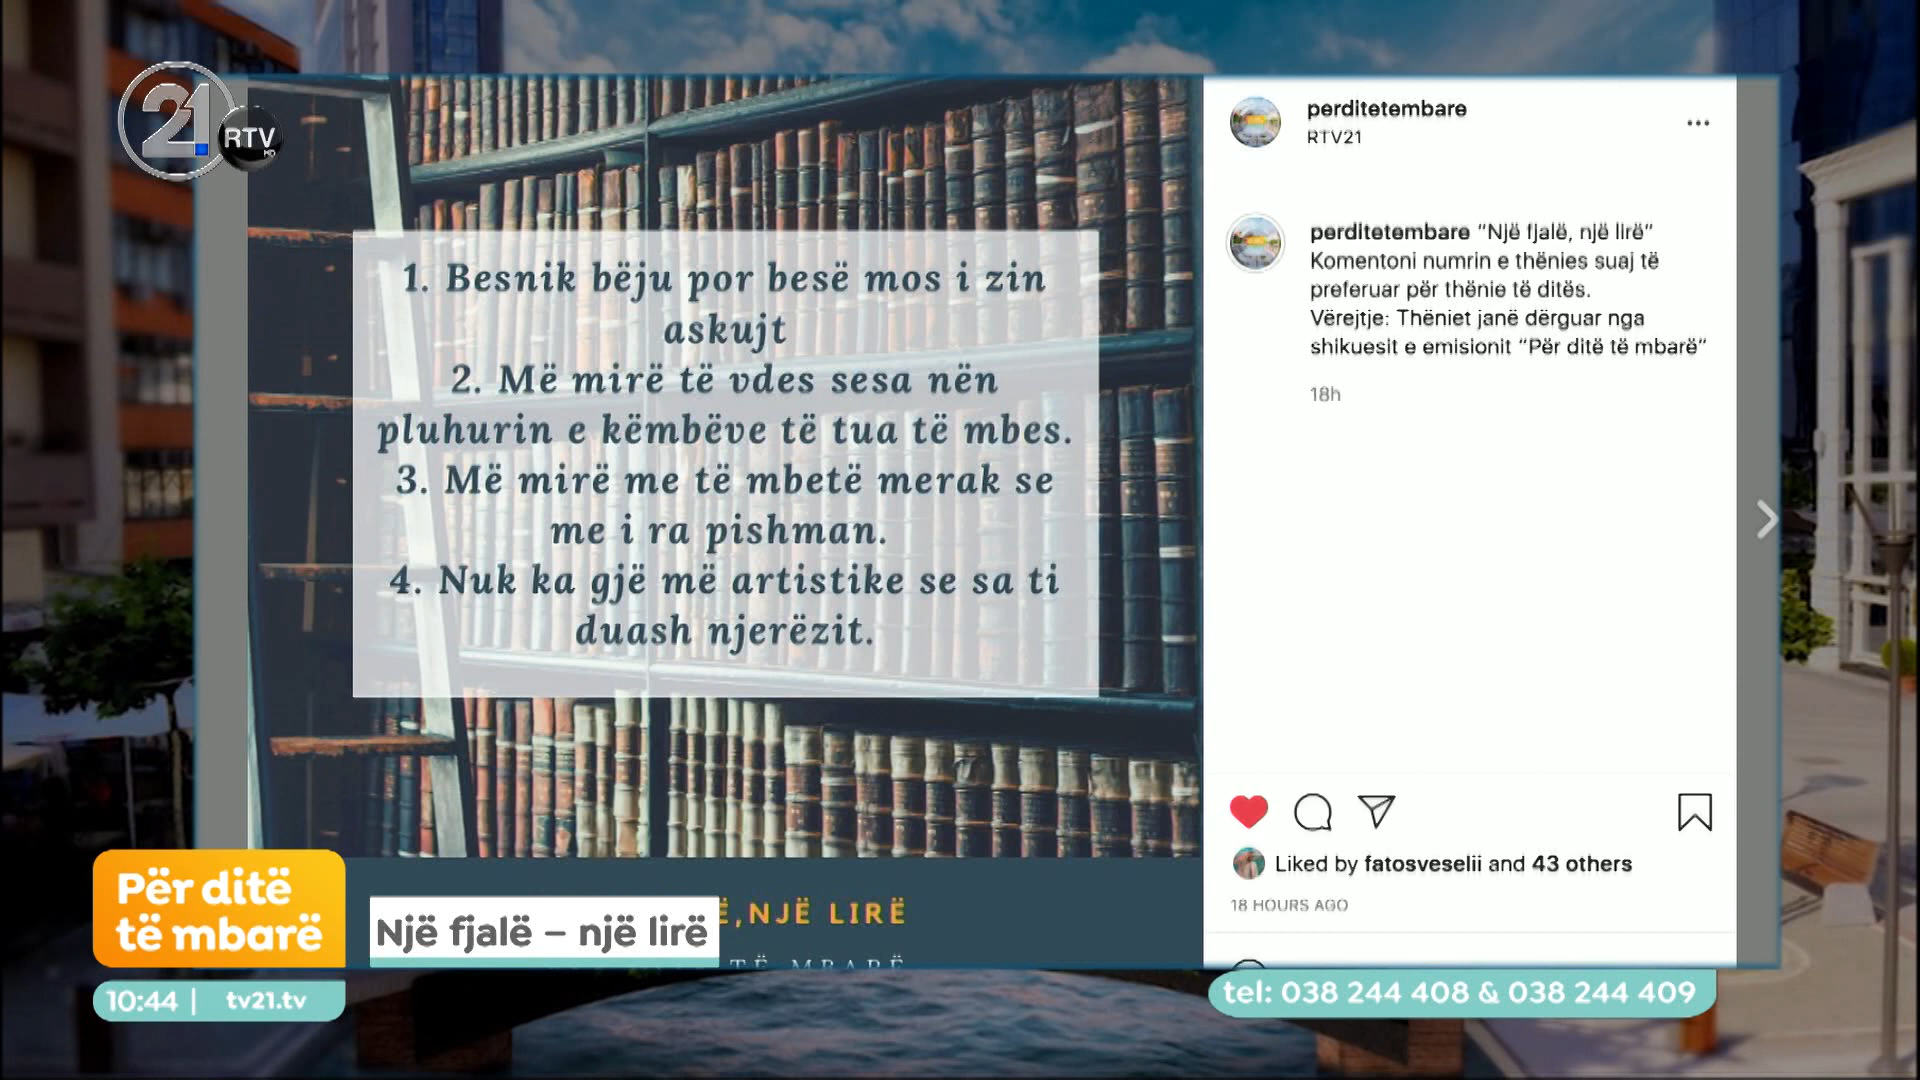 21
RTV
HD
1. Besnik bëju por besë mos i zin
askujt
2. Më mirë të vdes sesa nën
pluhurin e këmbëve të tua të mbes.
3. Më mirë me të mbetë merak se
me i ra pishman.
4. Nuk ka gjë më artistike se sa ti
duash njerëzit.
perditetembare
RTV21
perditetembare "Një fjalë, një lirë"
Komentoni numrin e thënies suaj të
preferuar për thënie të ditës.
Vërejtje: Thëniet janë dërguar nga
shikuesit e emisionit "Për ditë të mbarë"
18h
Liked by fatosveselii and 43 others
18 HOURS AGO
,NJË LIRË
TË MBARË
Për ditë
të mbarë
Një fjalë – një lirë
10:44 | tv21.tv
tel: 038 244 408 & 038 244 409